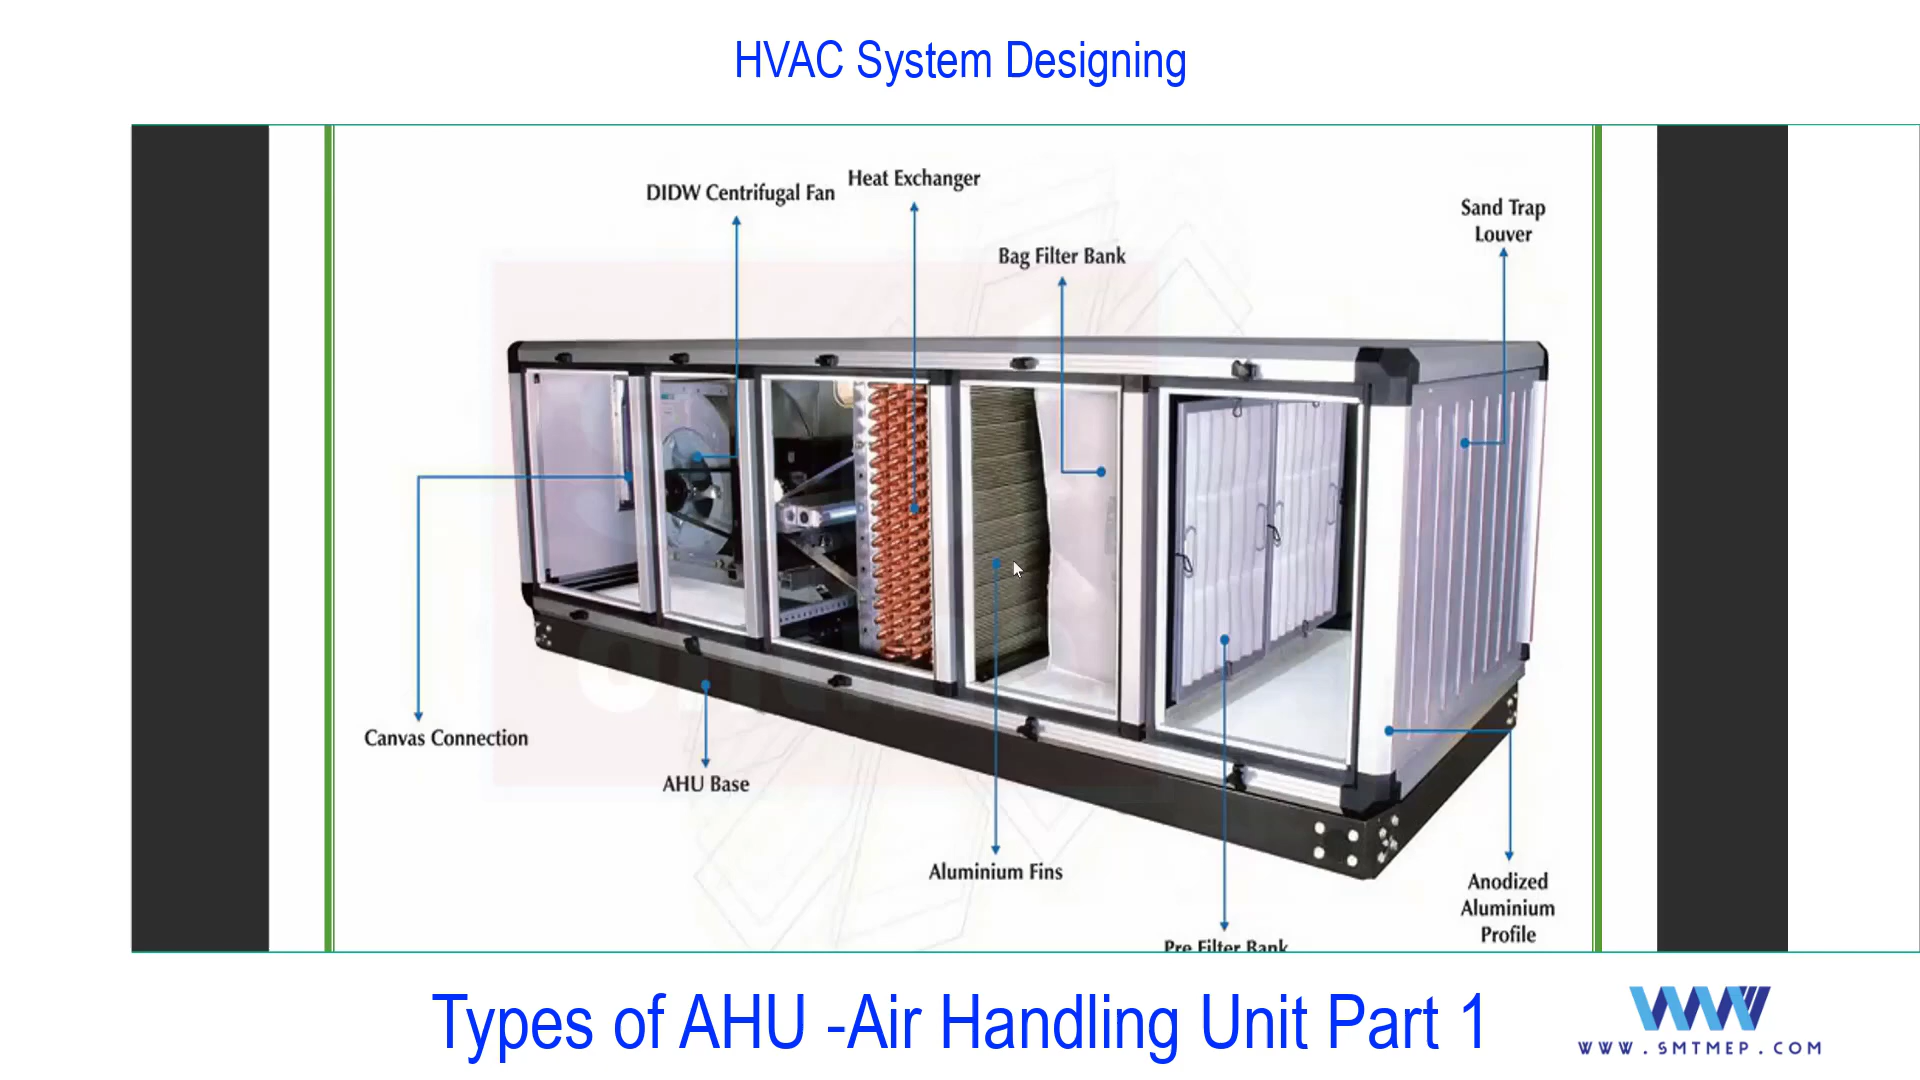 HVAC System Designing
DIDW Centrifugal Fan
Heat Exchanger
Bag Filter Bank
Sand Trap
Louver
Canvas Connection
AHU Base
Aluminium Fins
Pre Filter Bank
Anodized
Aluminium
Profile
Types of AHU -Air Handling Unit Part 1
WWW.SMTMEP.COM